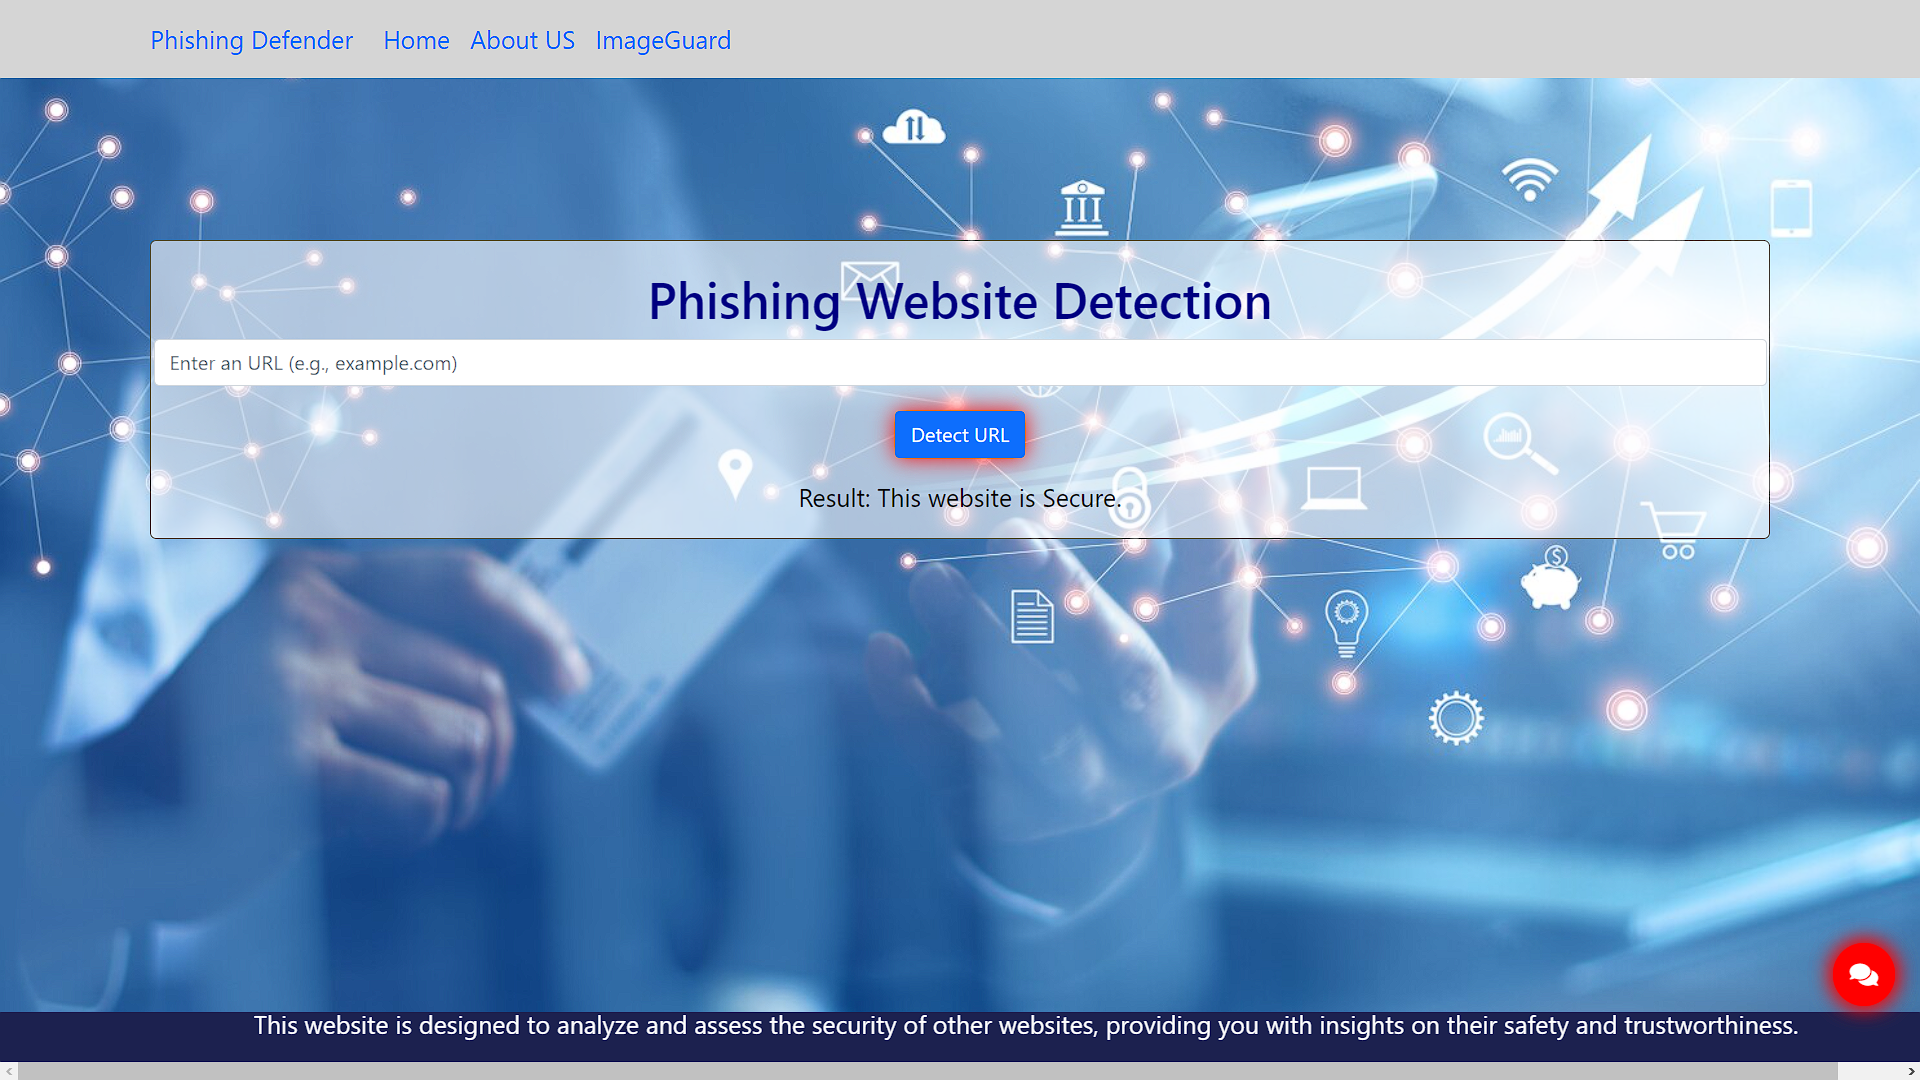 Phishing Defender Home About US ImageGuard
Phishing Website Detection
Enter an URL (e.g., example.com)
Detect URL
Result: This website is Secure.
This website is designed to analyze and assess the security of other websites, providing you with insights on their safety and trustworthiness.